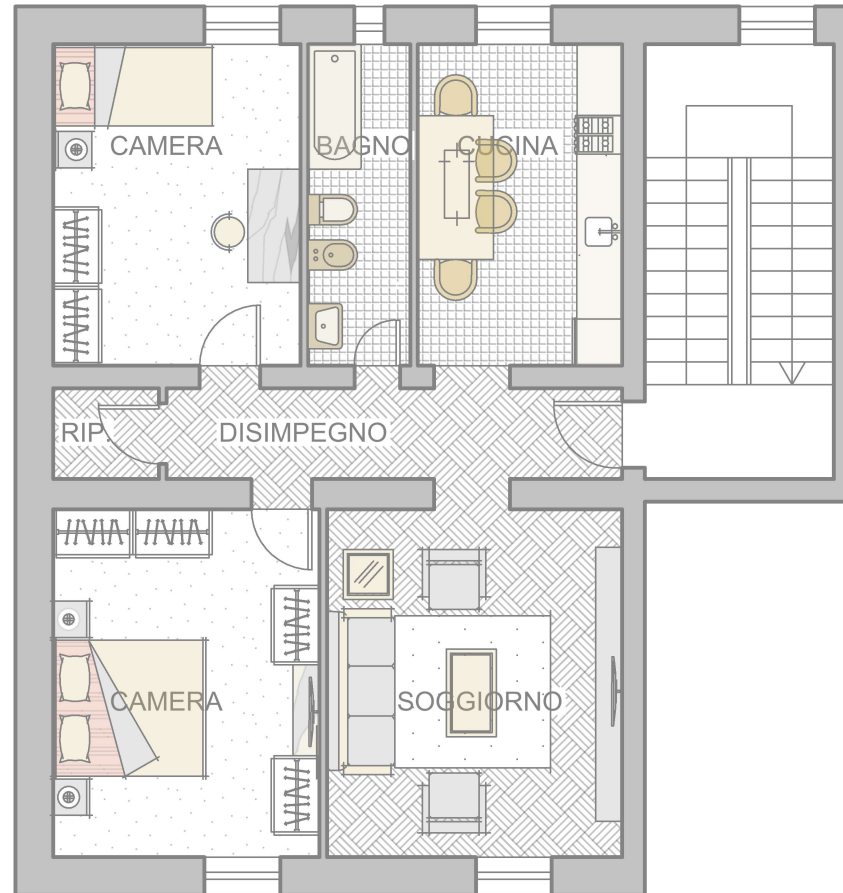 CAMERA
BAGNO
CUCINA
RIP.
DISIMPEGNO
CAMERA
SOGGIORNO